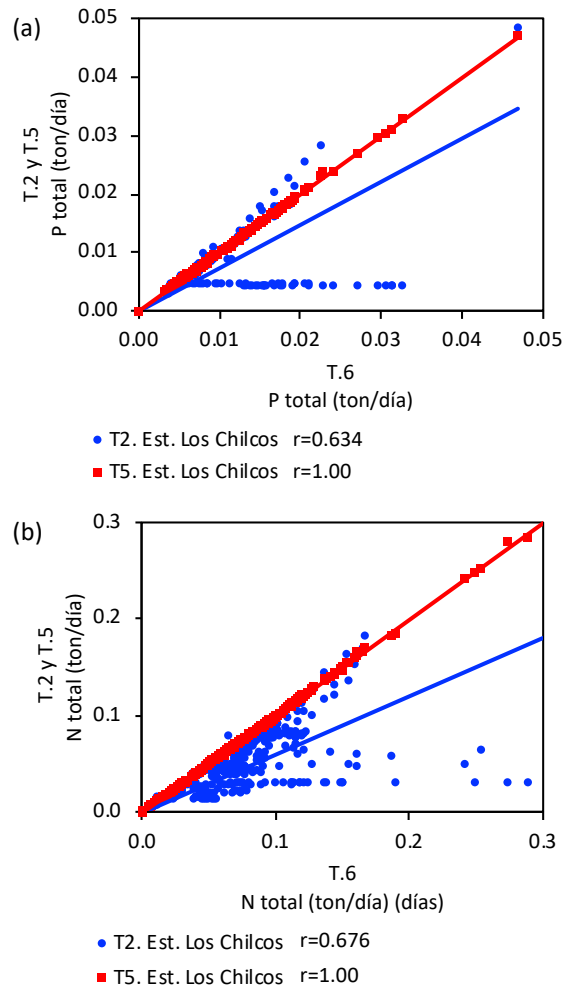 (a)
0.05
0.04
0.03
0.02
0.01
0.00
T.2 y T.5
P total (ton/día)
0.00 0.01 0.02 0.03 0.04 0.05
T.6
P total (ton/día)
T2. Est. Los Chilcos r=0.634
T5. Est. Los Chilcos r=1.00
(b)
0.3
0.2
0.1
0.0
T.2 y T.5
N total (ton/día)
0.0 0.1 0.2 0.3
T.6
N total (ton/día) (días)
T2. Est. Los Chilcos r=0.676
T5. Est. Los Chilcos r=1.00